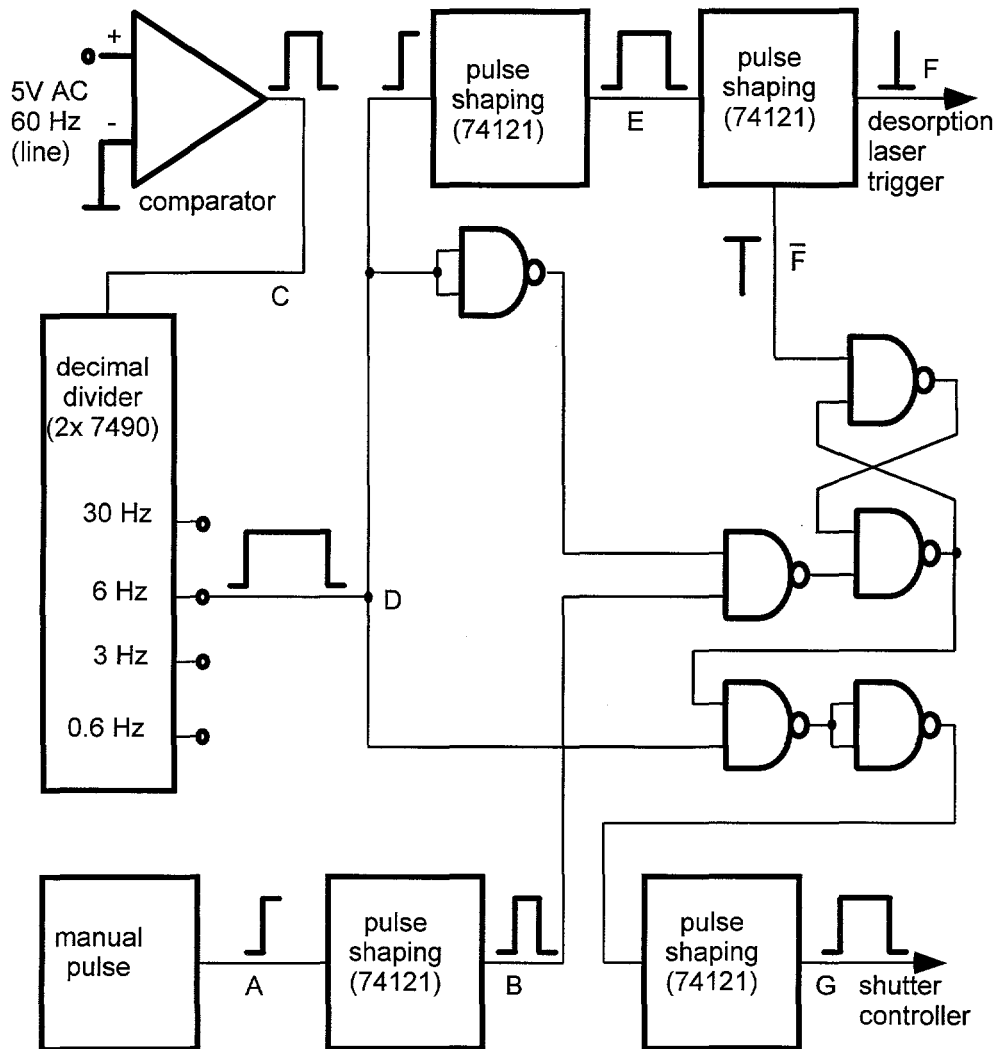 +
5V AC
60 Hz
(line)
-
comparator
C
pulse
shaping
(74121)
E
pulse
shaping
(74121)
F
desorption
laser
trigger
F̅
decimal
divider
(2x 7490)
30 Hz
6 Hz
3 Hz
0.6 Hz
D
manual
pulse
A
pulse
shaping
(74121)
B
pulse
shaping
(74121)
G
shutter
controller